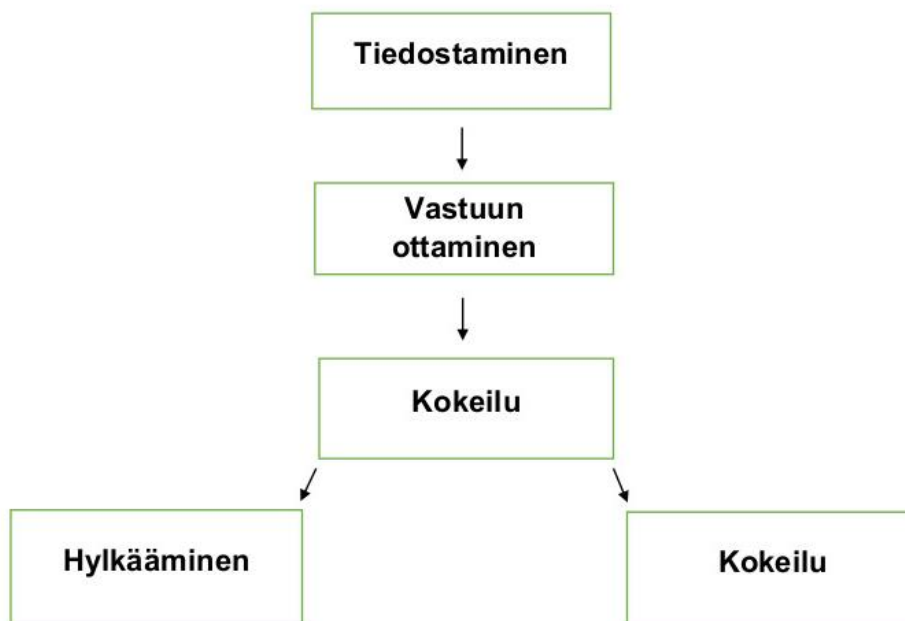 Tiedostaminen
Vastuun
ottaminen
Kokeilu
Hylkääminen
Kokeilu